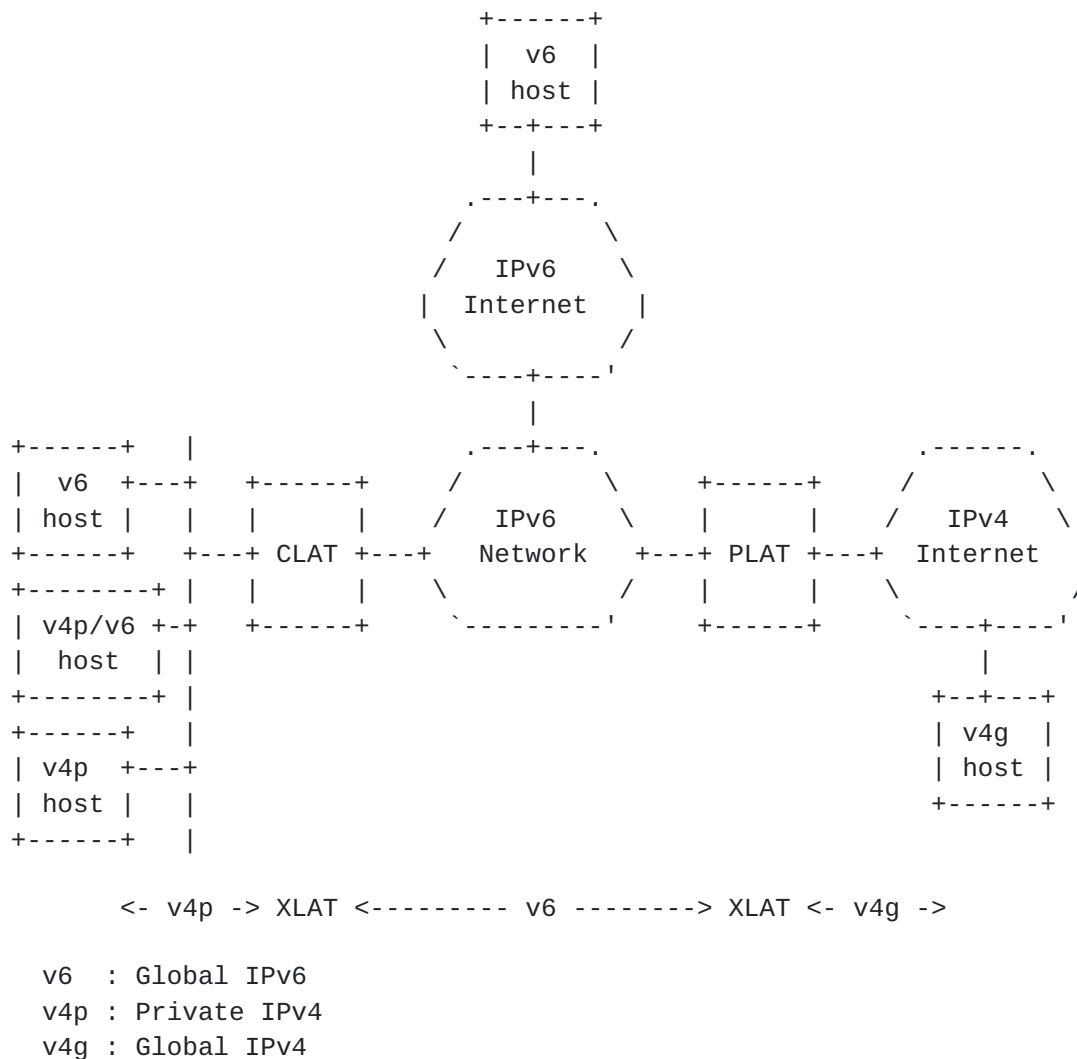 v6
host
IPv6
Internet
v6
host
IPv6
Network
IPv4
Internet
CLAT
PLAT
v4p/v6
host
v4p
host
v4g
host
<- v4p -> XLAT <--------- v6 --------> XLAT <- v4g ->
v6  : Global IPv6
v4p : Private IPv4
v4g : Global IPv4